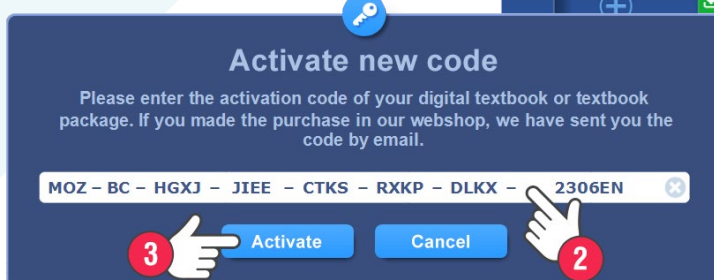 Activate new code
Please enter the activation code of your digital textbook or textbook
package. If you made the purchase in our webshop, we have sent you the
code by email.
MOZ – BC – HGXJ – JIEE – CTKS – RXKP – DLKX – 2306EN
3 Activate Cancel 2